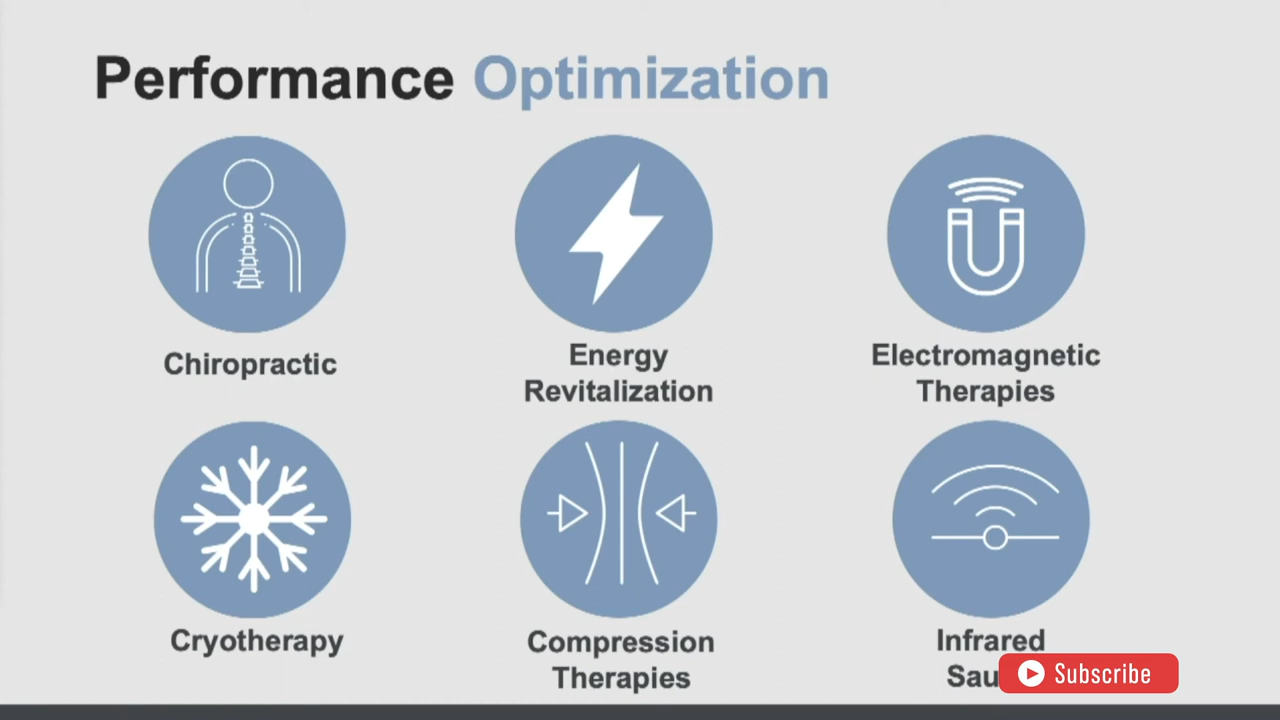 Performance Optimization
Chiropractic
Energy
Revitalization
Electromagnetic
Therapies
Cryotherapy
Compression
Therapies
Infrared
Subscribe